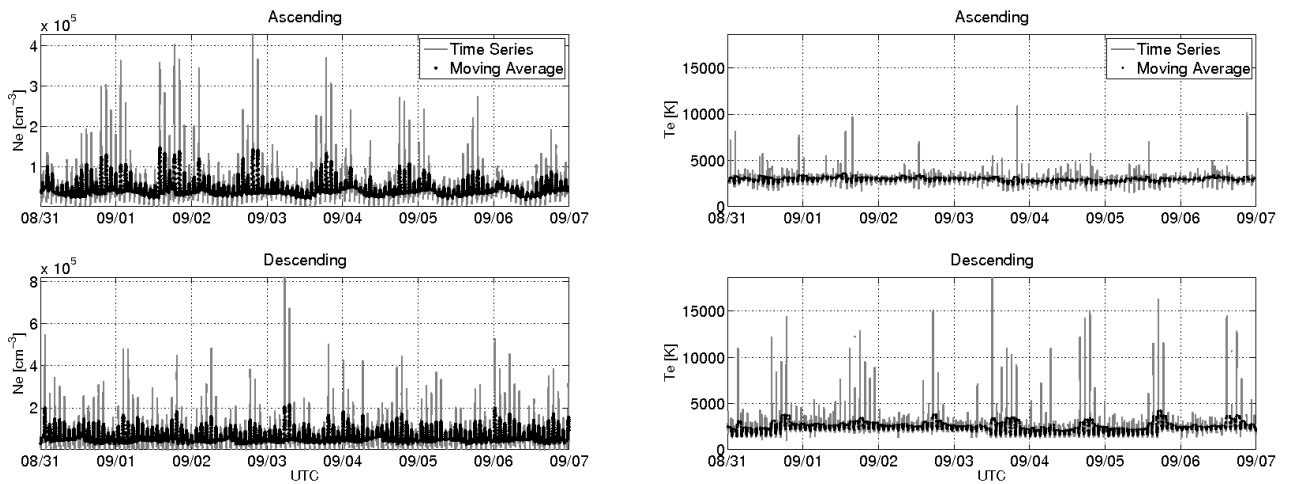 Ascending
x 10⁵
Ne [cm⁻³]
4
3
2
1
Time Series
Moving Average
08/31 09/01 09/02 09/03 09/04 09/05 09/06 09/07
Ascending
Te [K]
15000
10000
5000
0
Time Series
Moving Average
08/31 09/01 09/02 09/03 09/04 09/05 09/06 09/07
Descending
x 10⁵
Ne [cm⁻³]
8
6
4
2
08/31 09/01 09/02 09/03 09/04 09/05 09/06 09/07
UTC
Descending
Te [K]
15000
10000
5000
0
08/31 09/01 09/02 09/03 09/04 09/05 09/06 09/07
UTC